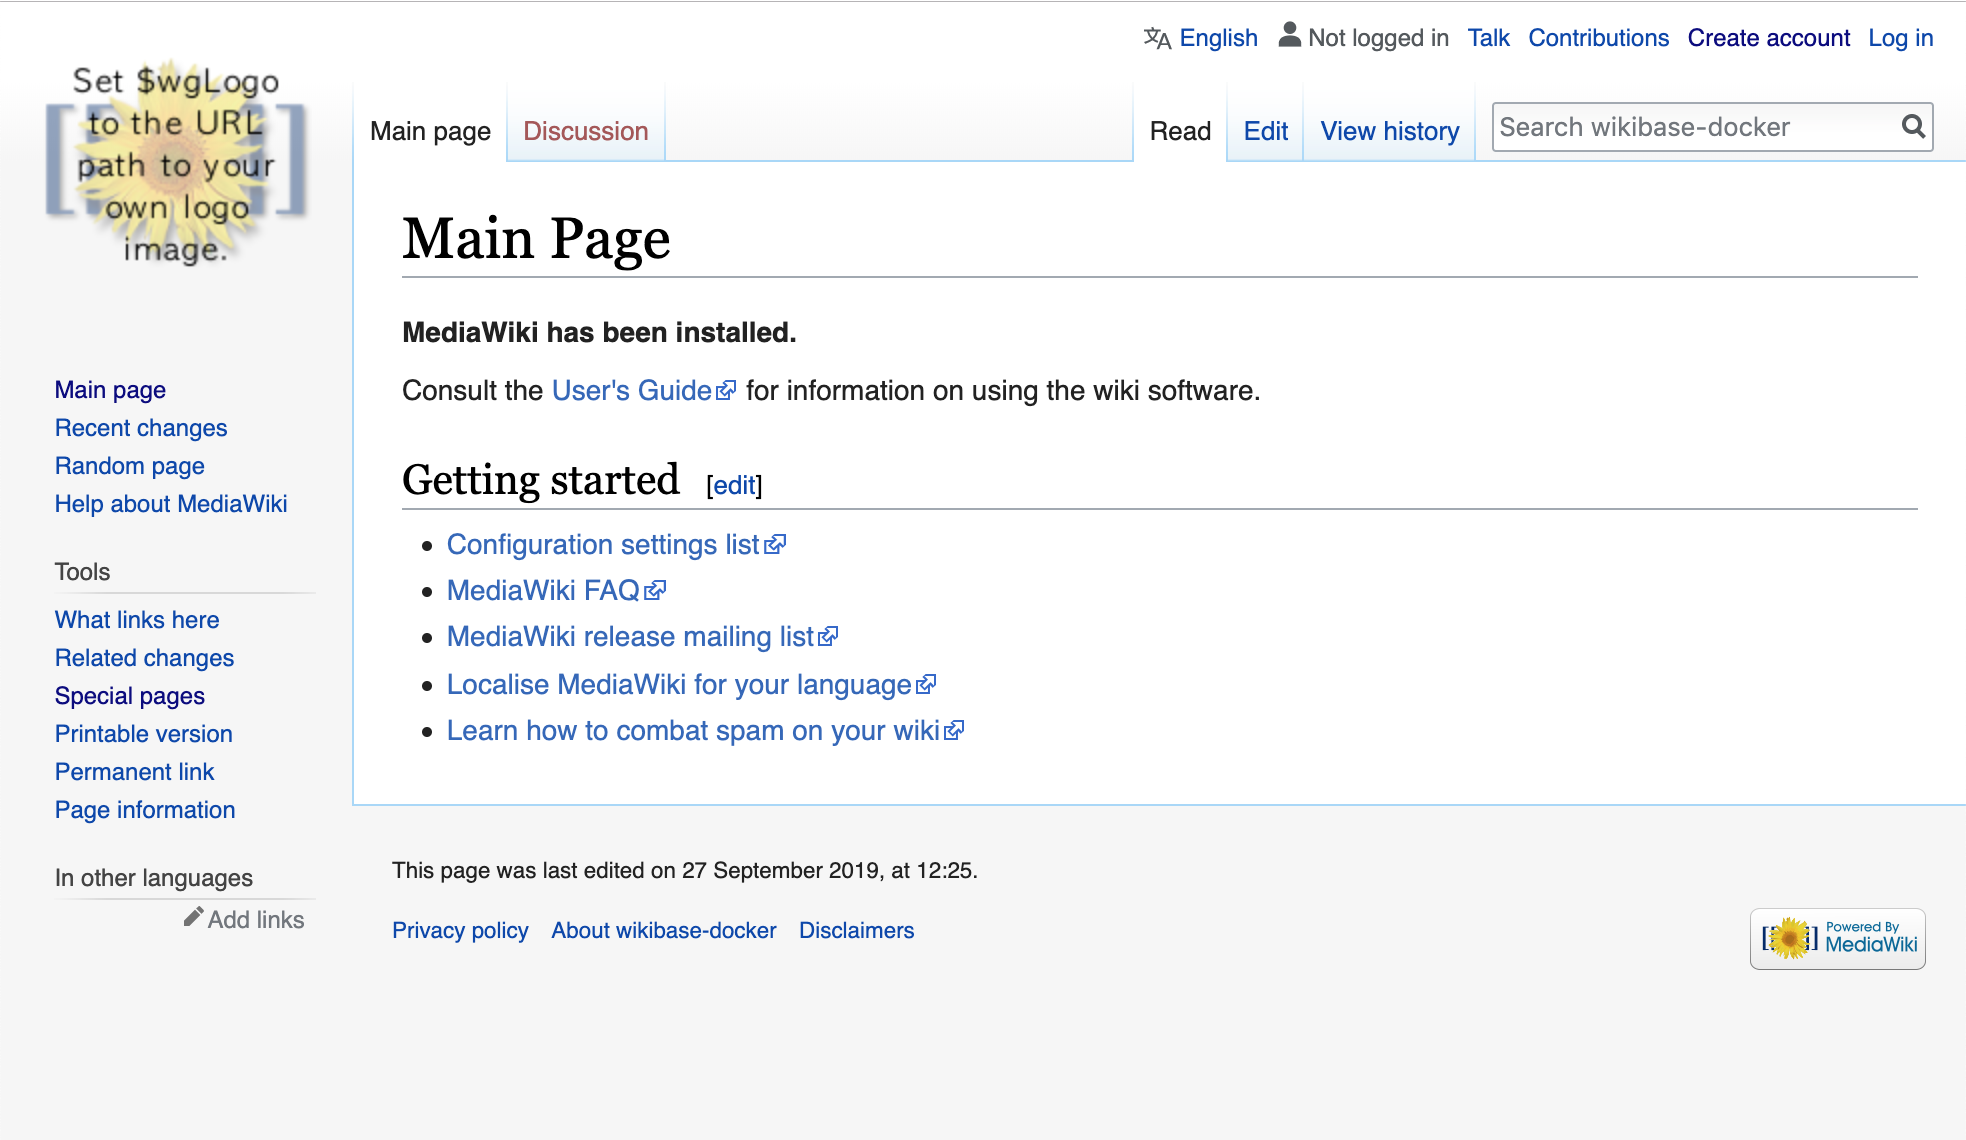 English Not logged in Talk Contributions Create account Log in
Set $wgLogo
to the URL
path to your
own logo
image.
Main page Discussion Read Edit View history Search wikibase-docker
Main Page
MediaWiki has been installed.
Consult the User's Guide for information on using the wiki software.
Getting started [edit]
Configuration settings list
MediaWiki FAQ
MediaWiki release mailing list
Localise MediaWiki for your language
Learn how to combat spam on your wiki
Main page
Recent changes
Random page
Help about MediaWiki
Tools
What links here
Related changes
Special pages
Printable version
Permanent link
Page information
In other languages
Add links
This page was last edited on 27 September 2019, at 12:25.
Privacy policy About wikibase-docker Disclaimers
Powered By
MediaWiki